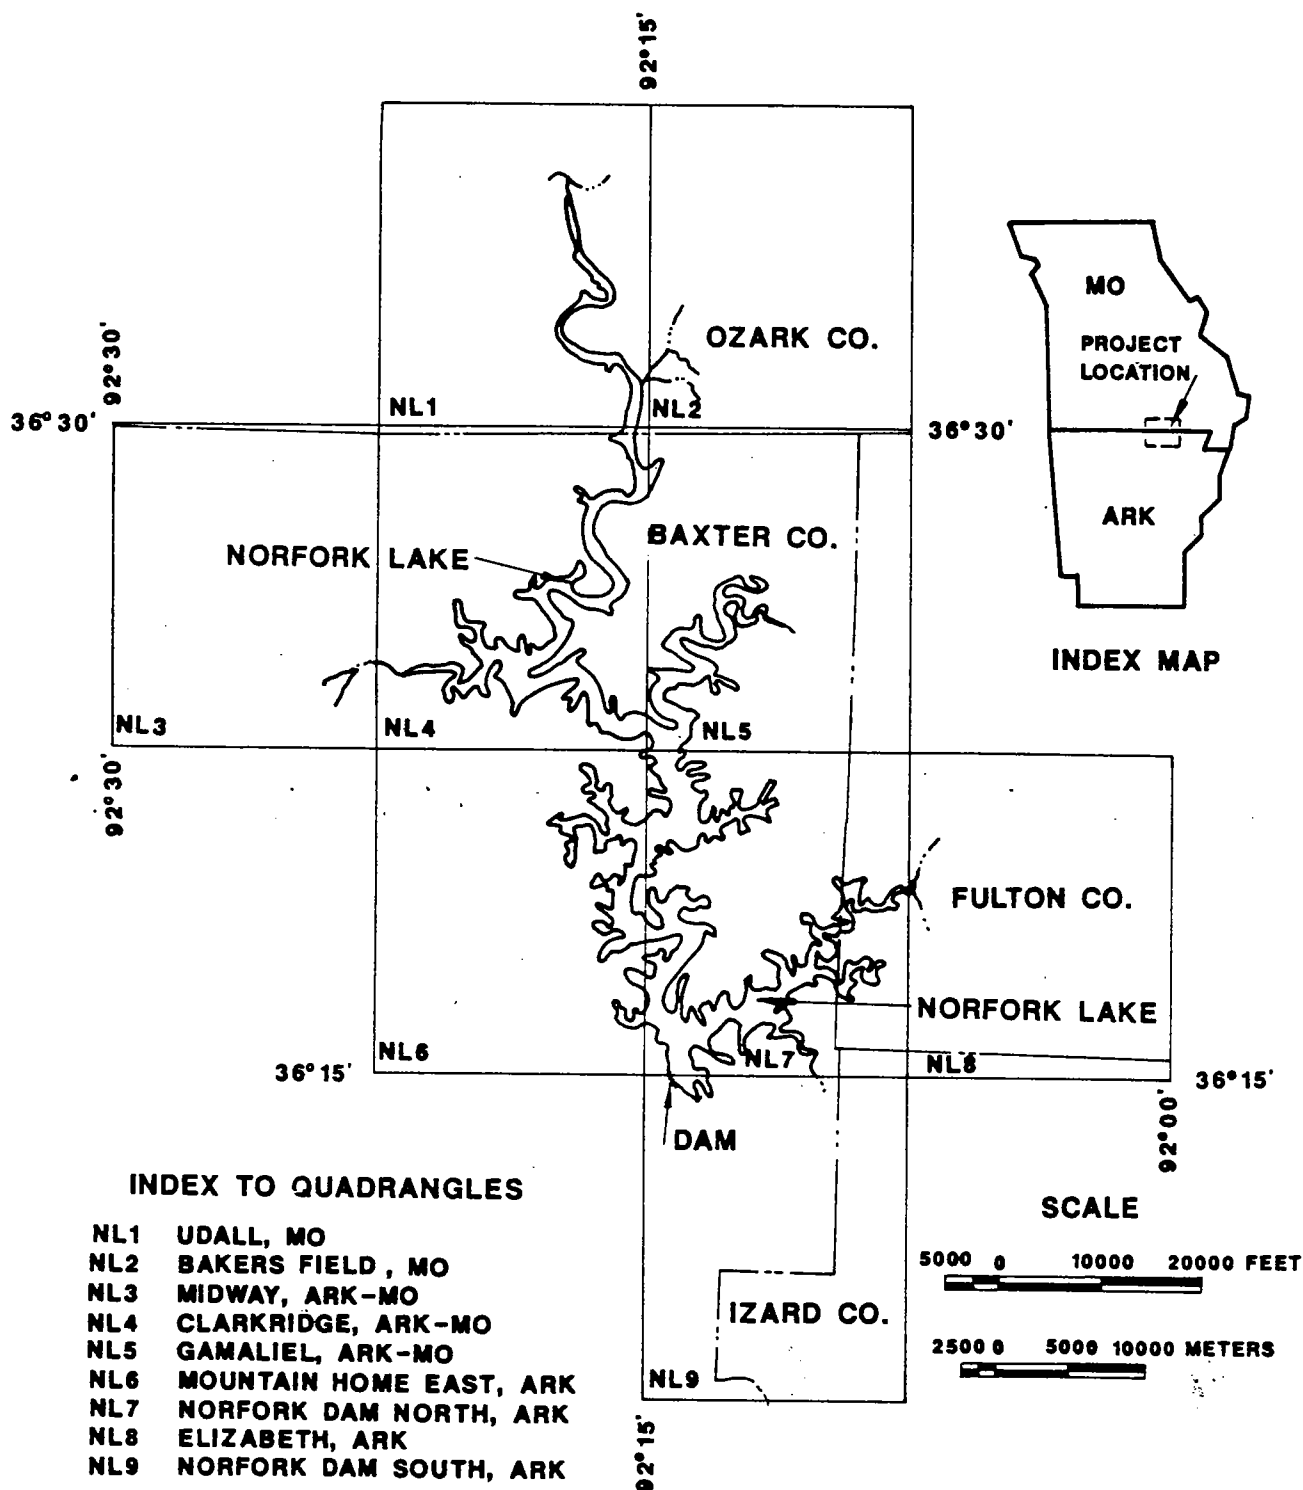 92°15'
MO
PROJECT
LOCATION
OZARK CO.
92°30'
NL1
NL2
36°30'
36°30'
ARK
BAXTER CO.
NORFORK LAKE
INDEX MAP
NL3
NL4
NL5
92°30'
FULTON CO.
NORFORK LAKE
NL6
NL7
NL8
36°15'
36°15'
92°00'
DAM
INDEX TO QUADRANGLES
NL1 UDALL, MO
NL2 BAKERS FIELD , MO
NL3 MIDWAY, ARK-MO
NL4 CLARKRIDGE, ARK-MO
NL5 GAMALIEL, ARK-MO
NL6 MOUNTAIN HOME EAST, ARK
NL7 NORFORK DAM NORTH, ARK
NL8 ELIZABETH, ARK
NL9 NORFORK DAM SOUTH, ARK
IZARD CO.
NL9
92°15'
SCALE
5000 0 10000 20000 FEET
2500 0 5000 10000 METERS